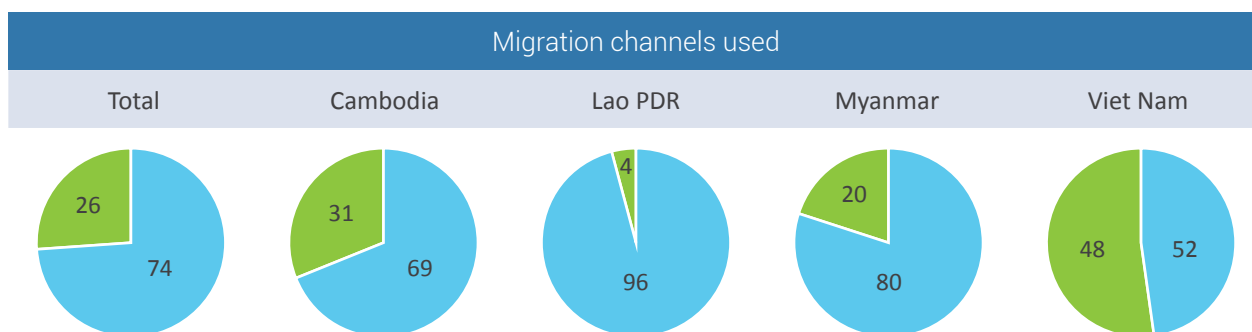 Migration channels used
Total Cambodia Lao PDR Myanmar Viet Nam
26 74
31 69
4 96
20 80
48 52